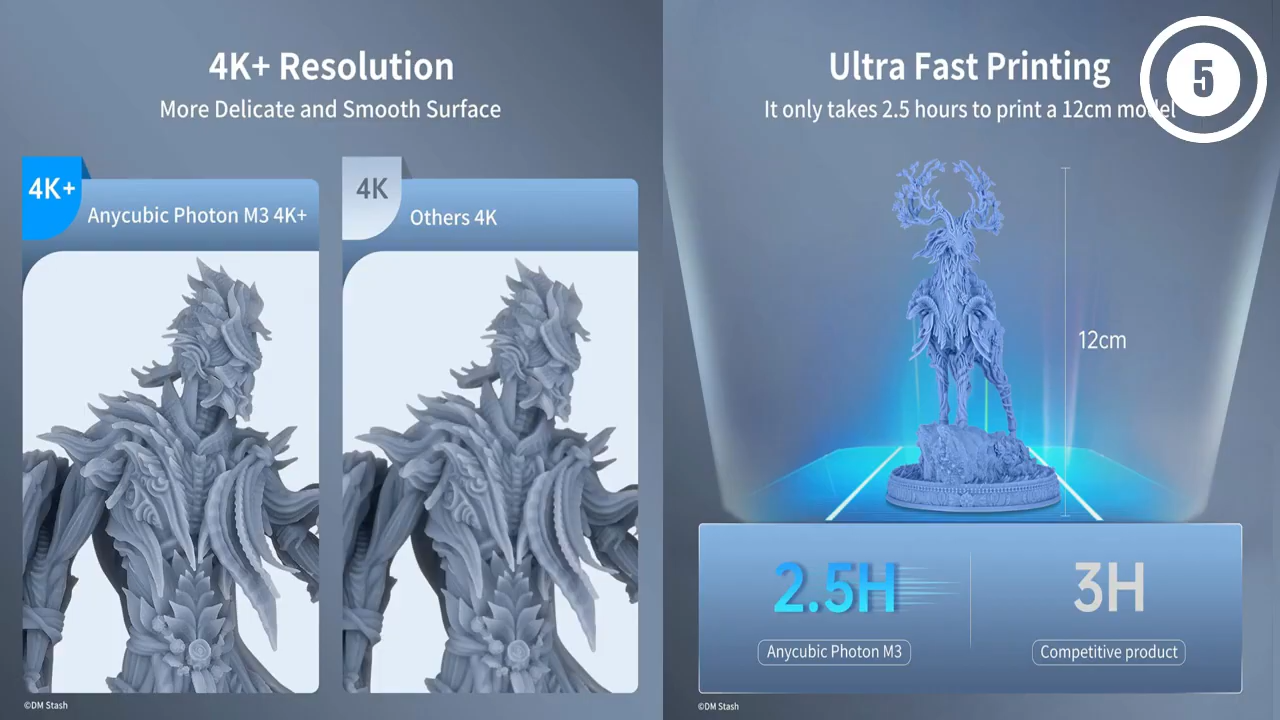 4K+ Resolution
More Delicate and Smooth Surface
4K+
Anycubic Photon M3 4K+
4K
Others 4K
©DM Stash
Ultra Fast Printing
It only takes 2.5 hours to print a 12cm model
5
12cm
2.5H
Anycubic Photon M3
3H
Competitive product
©DM Stash